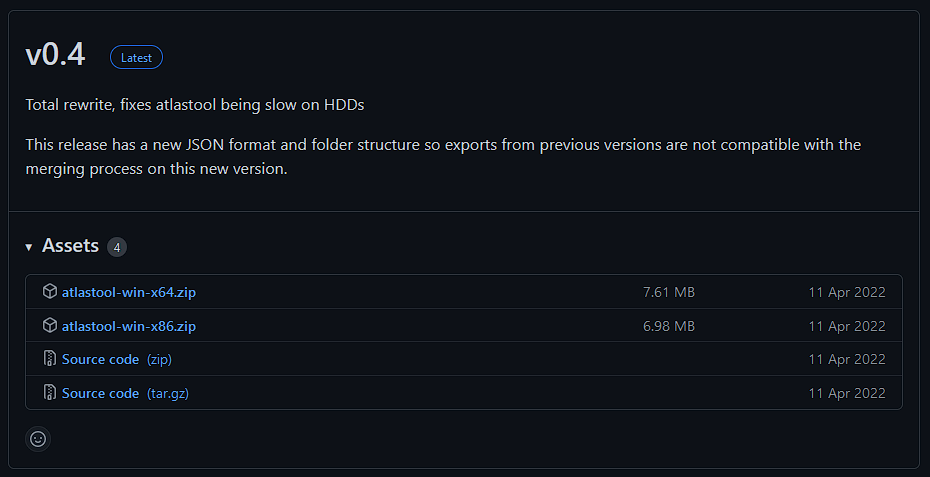 v0.4 Latest
Total rewrite, fixes atlastool being slow on HDDs
This release has a new JSON format and folder structure so exports from previous versions are not compatible with the
merging process on this new version.
Assets 4
atlastool-win-x64.zip 7.61 MB 11 Apr 2022
atlastool-win-x86.zip 6.98 MB 11 Apr 2022
Source code (zip) 11 Apr 2022
Source code (tar.gz) 11 Apr 2022